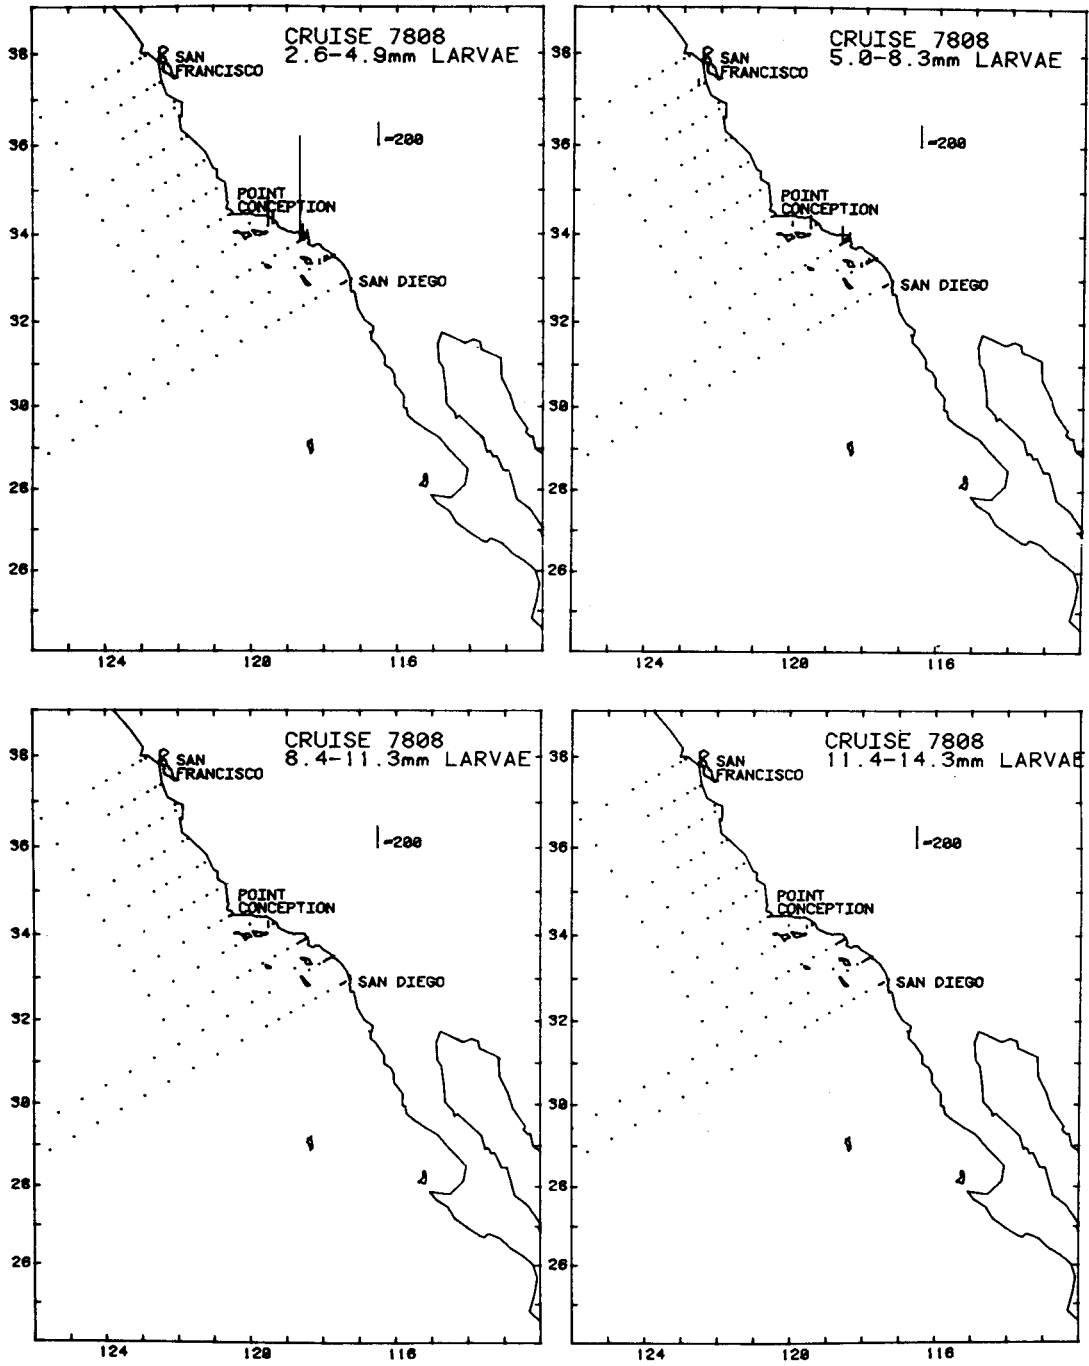 CRUISE 7808
2.6-4.9mm LARVAE
SAN
FRANCISCO
=200
POINT
CONCEPTION
SAN DIEGO
38
36
34
32
30
28
26
124
120
116
CRUISE 7808
5.0-8.3mm LARVAE
SAN
FRANCISCO
=200
POINT
CONCEPTION
SAN DIEGO
38
36
34
32
30
28
26
124
120
116
CRUISE 7808
8.4-11.3mm LARVAE
SAN
FRANCISCO
=200
POINT
CONCEPTION
SAN DIEGO
38
36
34
32
30
28
26
124
120
116
CRUISE 7808
11.4-14.3mm LARVAE
SAN
FRANCISCO
=200
POINT
CONCEPTION
SAN DIEGO
38
36
34
32
30
28
26
124
120
116